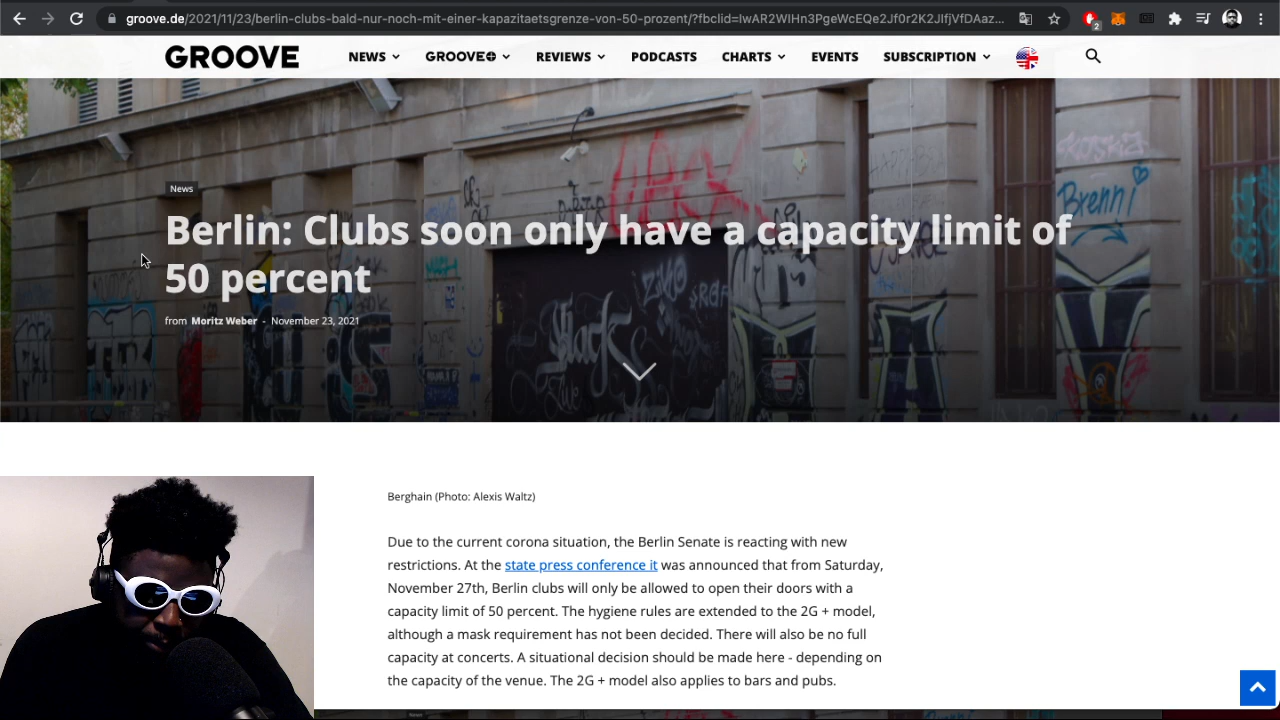 groove.de/2021/11/23/berlin-clubs-bald-nur-noch-mit-einer-kapazitaetsgrenze-von-50-prozent/?fbclid=IwAR2WIHn3PgeWcEQe2Jf0r2K2JIfjVfDAaz...
2
GROOVE NEWS GROOVE+ REVIEWS PODCASTS CHARTS EVENTS SUBSCRIPTION
News
Berlin: Clubs soon only have a capacity limit of
50 percent
from Moritz Weber - November 23, 2021
Brenni
Berghain (Photo: Alexis Waltz)
Due to the current corona situation, the Berlin Senate is reacting with new
restrictions. At the state press conference it was announced that from Saturday,
November 27th, Berlin clubs will only be allowed to open their doors with a
capacity limit of 50 percent. The hygiene rules are extended to the 2G + model,
although a mask requirement has not been decided. There will also be no full
capacity at concerts. A situational decision should be made here - depending on
the capacity of the venue. The 2G + model also applies to bars and pubs.